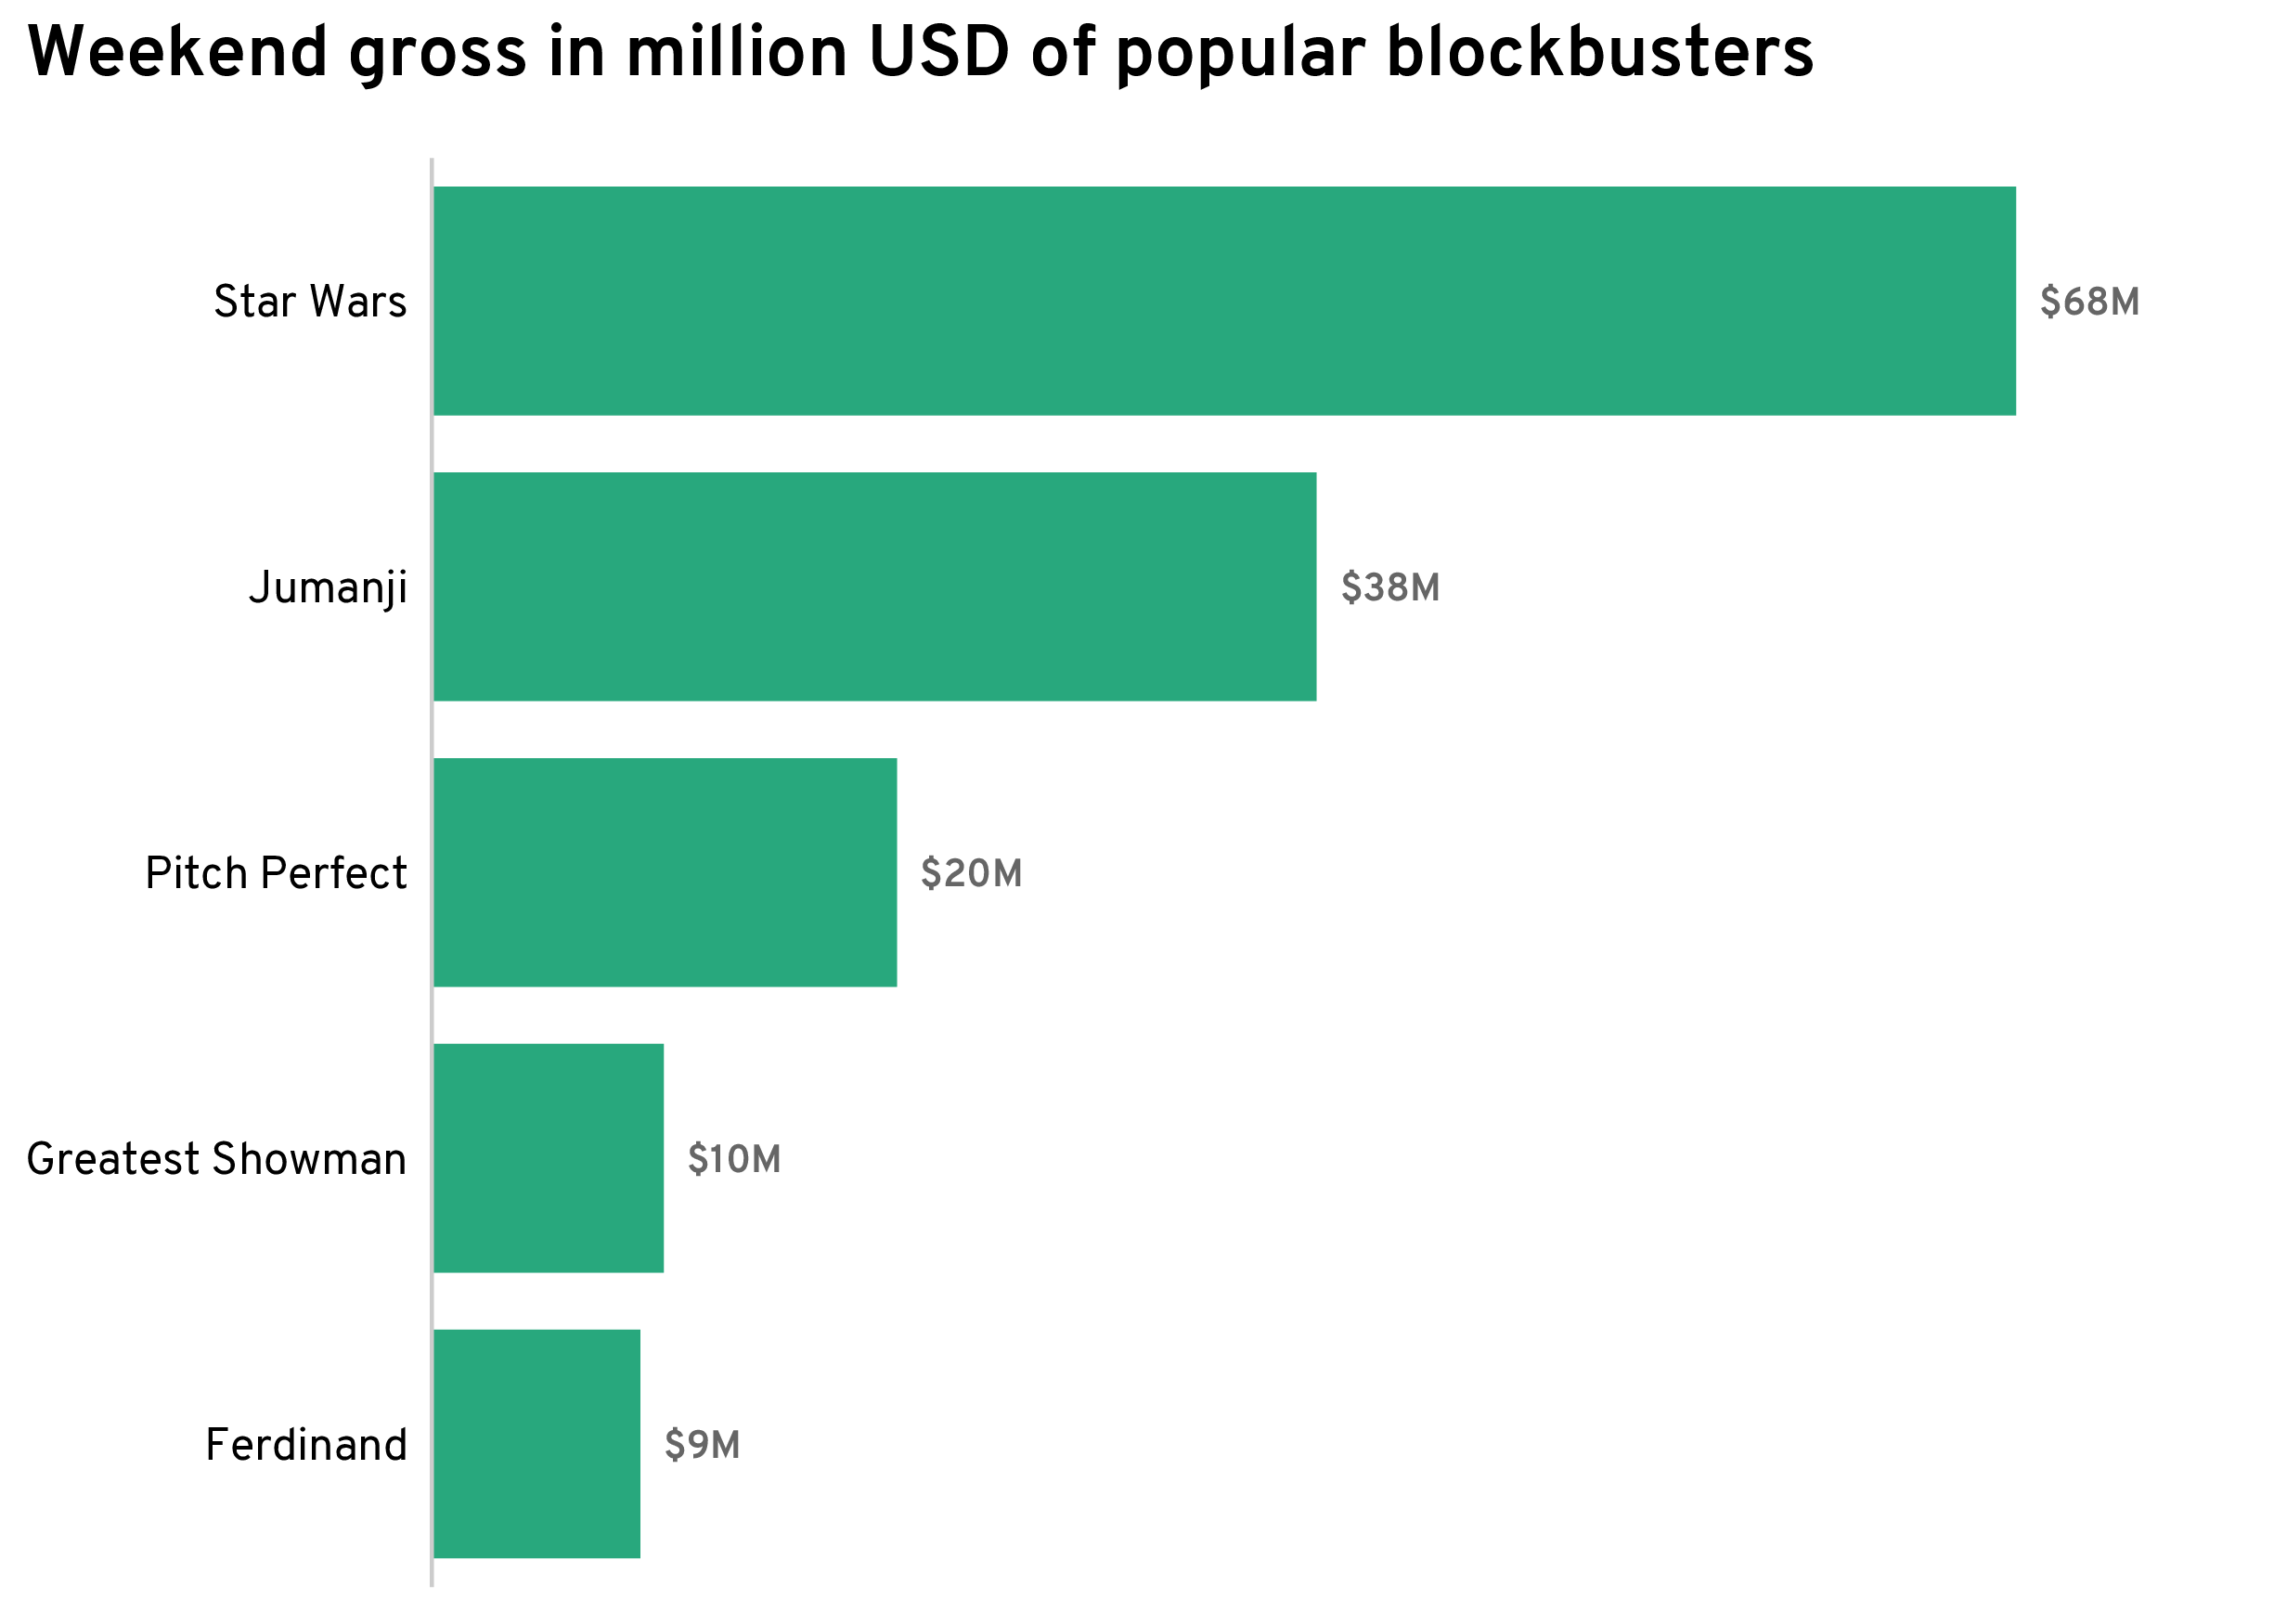 Weekend gross in million USD of popular blockbusters
Star Wars $68M
Jumanji $38M
Pitch Perfect $20M
Greatest Showman $10M
Ferdinand $9M